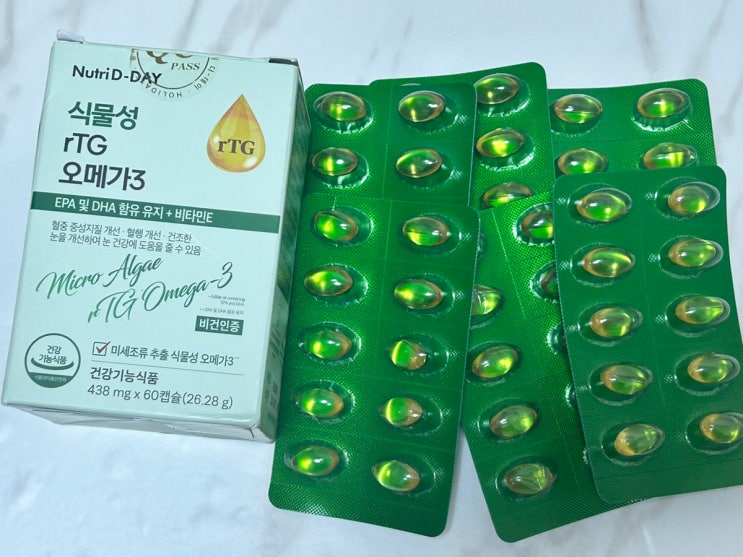 NutriD-DAY
PASS
HOLIDAY
식물성
rTG
오메가3
rTG
EPA 및 DHA 함유 유지 + 비타민E
혈중 중성지질 개선 · 혈행 개선 · 건조한
눈을 개선하여 눈 건강에 도움을 줄 수 있음
Micro Algae
rTG Omega-3
비건인증
건강
기능식품
미세조류 추출 식물성 오메가3
건강기능식품
438 mg x 60캡슐(26.28 g)